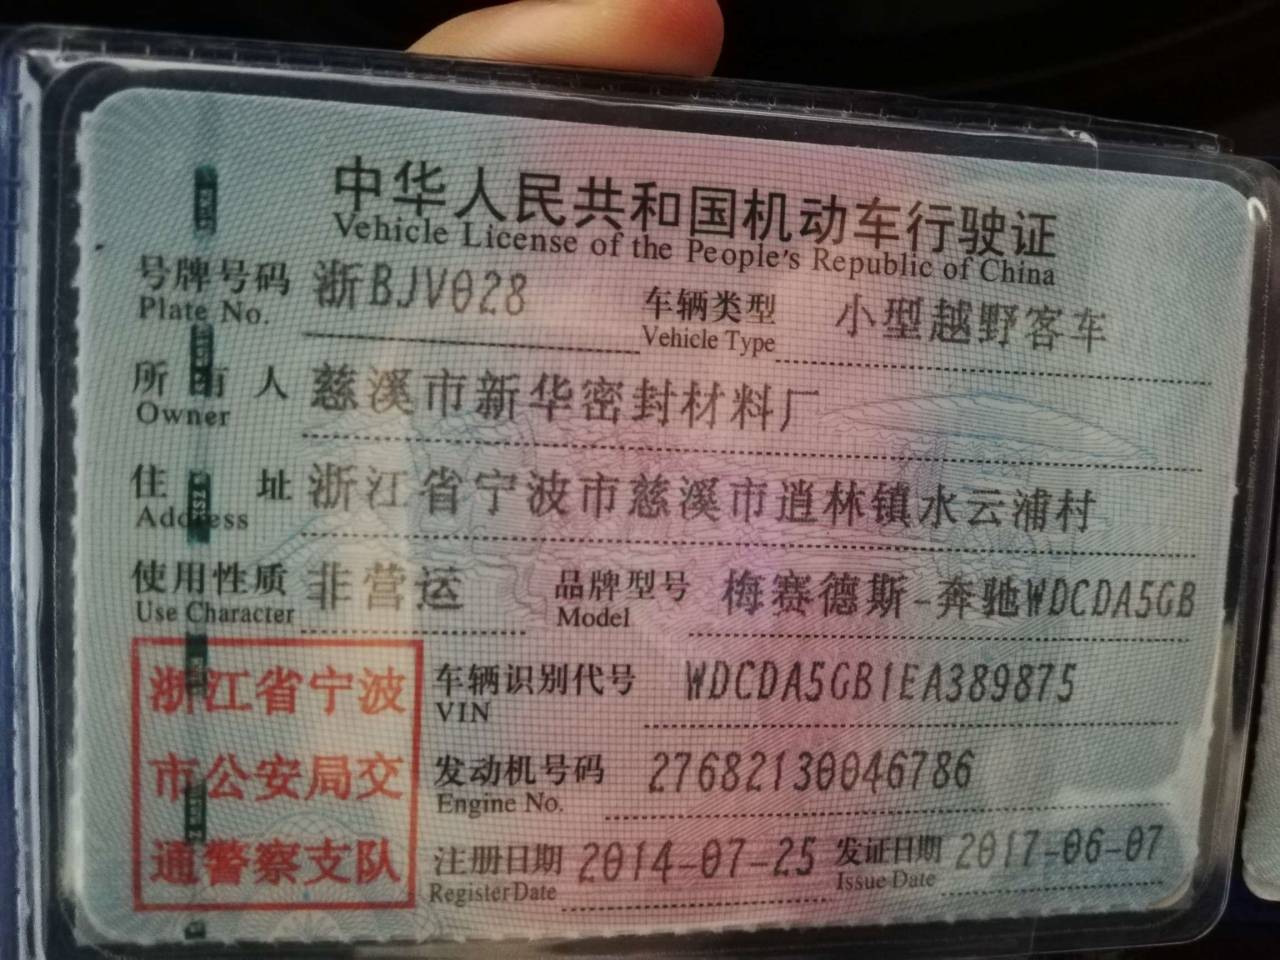 中华人民共和国机动车行驶证
Vehicle License of the People's Republic of China
号牌号码 浙BJV028 车辆类型 小型越野客车
Plate No. Vehicle Type
所有人 慈溪市新华密封材料厂
Owner
住址 浙江省宁波市慈溪市逍林镇水云浦村
Address
使用性质 非营运 品牌型号 梅赛德斯-奔驰WDCDA5GB
Use Character Model
浙江省宁波
市公安局交
通警察支队
车辆识别代号 WDCDA5GB1EA389875
VIN
发动机号码 27682130046786
Engine No.
注册日期 2014-07-25 发证日期 2017-06-07
Register Date Issue Date